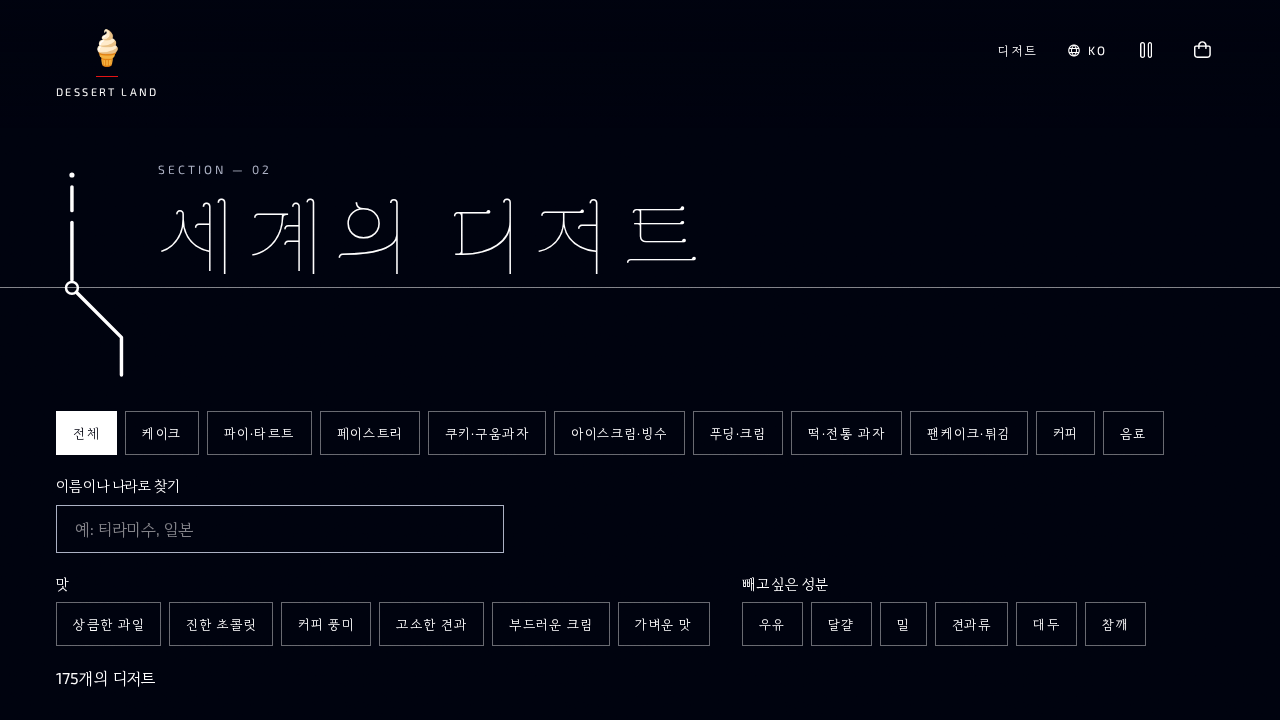 DESSERT LAND
디저트
KO
SECTION — 02
세계의 디저트
전체
케이크
파이·타르트
페이스트리
쿠키·구움과자
아이스크림·빙수
푸딩·크림
떡·전통 과자
팬케이크·튀김
커피
음료
이름이나 나라로 찾기
예: 티라미수, 일본
맛
상큼한 과일
진한 초콜릿
커피 풍미
고소한 견과
부드러운 크림
가벼운 맛
빼고 싶은 성분
우유
달걀
밀
견과류
대두
참깨
175개의 디저트